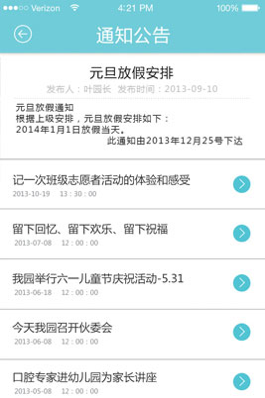 Verizon 4:21 PM 100%
通知公告
元旦放假安排
发布人：叶园长 发布时间：2013-09-10
元旦放假通知
根据上级安排，元旦放假安排如下：
2014年1月1日放假当天。
此通知由2013年12月25号下达
记一次班级志愿者活动的体验和感受
2013-10-19 13：30：00
留下回忆、留下欢乐、留下祝福
2013-07-08 12：00：00
我园举行六一儿童节庆祝活动-5.31
2013-06-18 12：00：00
今天我园召开伙委会
2013-06-08 12：00：00
口腔专家进幼儿园为家长讲座
2013-05-08 12：00：00